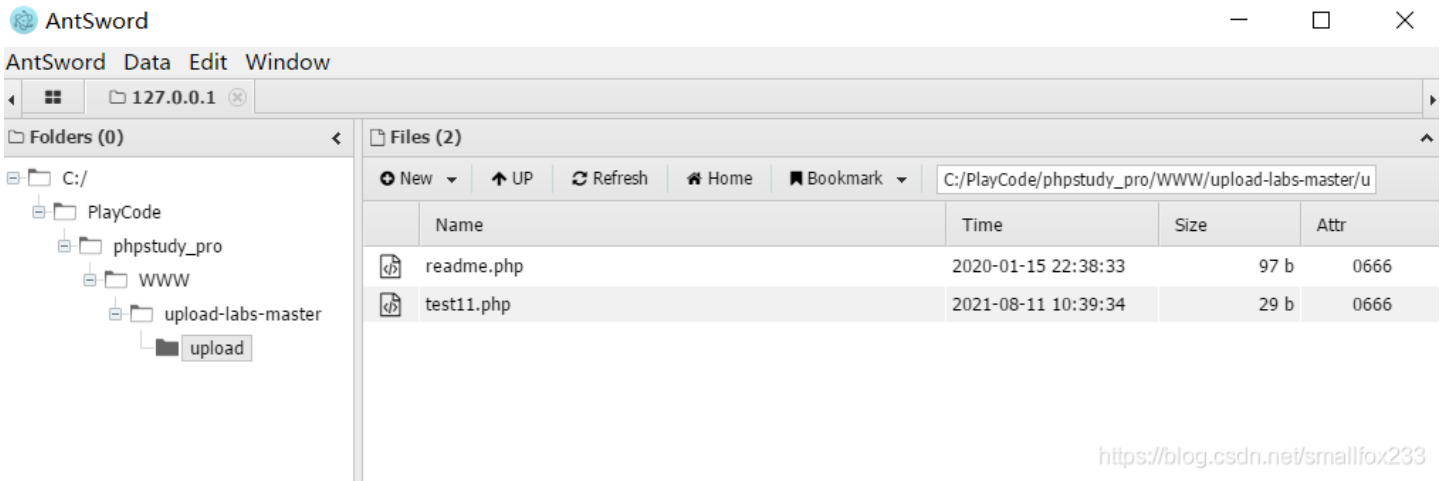 AntSword
AntSword Data Edit Window
127.0.0.1
Folders (0)
Files (2)
New UP Refresh Home Bookmark C:/PlayCode/phpstudy_pro/WWW/upload-labs-master/u
C:/
PlayCode
phpstudy_pro
WWW
upload-labs-master
upload
Name Time Size Attr
readme.php 2020-01-15 22:38:33 97 b 0666
test11.php 2021-08-11 10:39:34 29 b 0666
https://blog.csdn.net/smallfox233